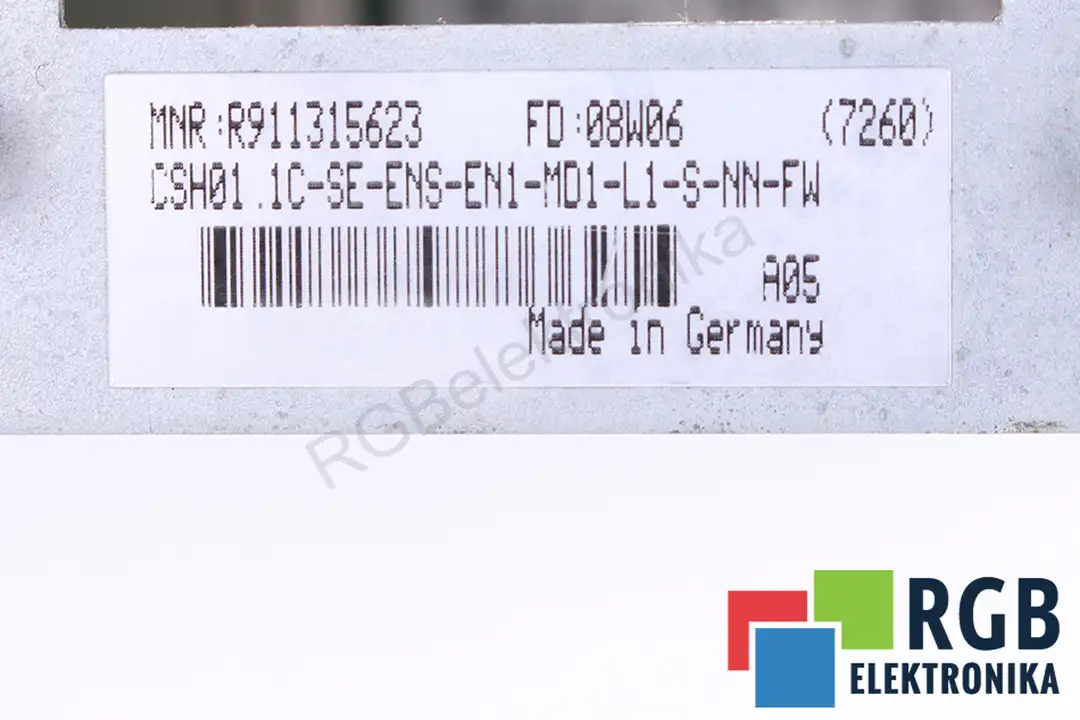 MNR:R911315623 FD:08W06 (7260)
CSH01.1C-SE-ENS-EN1-MD1-L1-S-NN-FW
A05
Made in Germany
RGBelektronika
RGB
ELEKTRONIKA